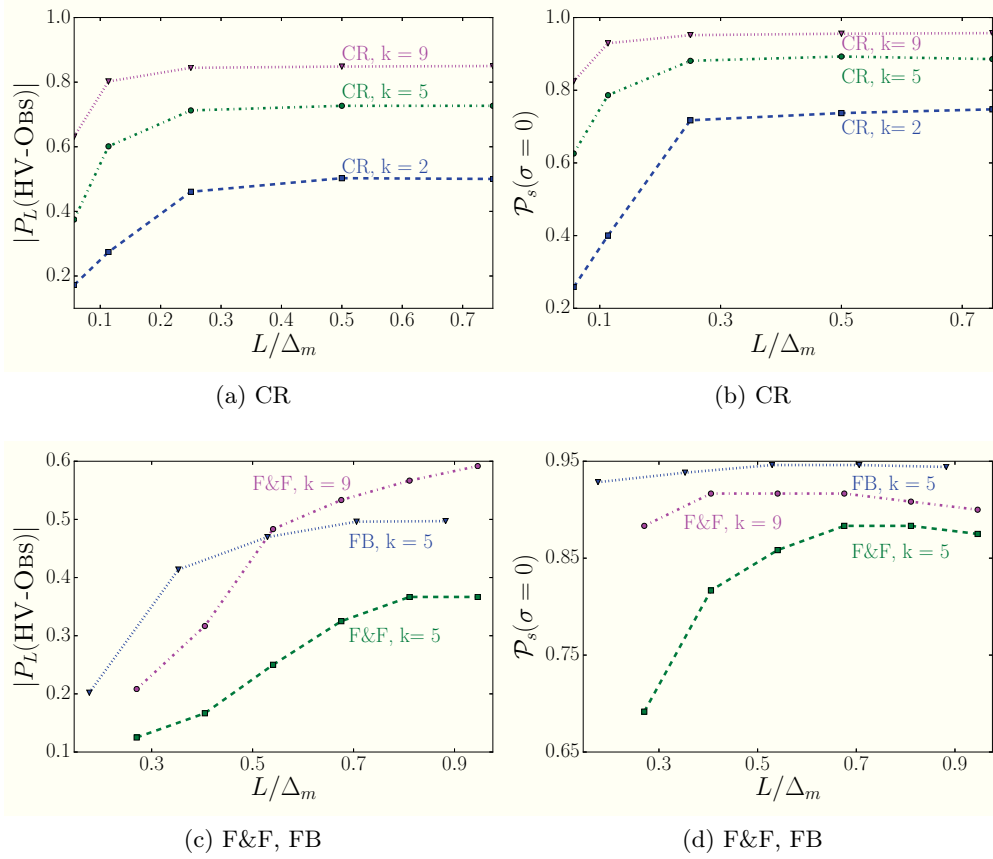 1.0
0.8
0.6
0.4
0.2
|P_L(HV-OBS)|
CR, k = 9
CR, k = 5
CR, k = 2
0.1 0.2 0.3 0.4 0.5 0.6 0.7
L/Δ_m
(a) CR
1.0
0.8
0.6
0.4
0.2
𝒫_s(σ = 0)
CR, k= 9
CR, k= 5
CR, k= 2
0.1 0.3 0.5 0.7
L/Δ_m
(b) CR
0.6
0.5
0.4
0.3
0.2
0.1
|P_L(HV-OBS)|
F&F, k = 9
FB, k = 5
F&F, k= 5
0.3 0.5 0.7 0.9
L/Δ_m
(c) F&F, FB
0.95
0.85
0.75
0.65
𝒫_s(σ = 0)
FB, k = 5
F&F, k = 9
F&F, k = 5
0.3 0.5 0.7 0.9
L/Δ_m
(d) F&F, FB